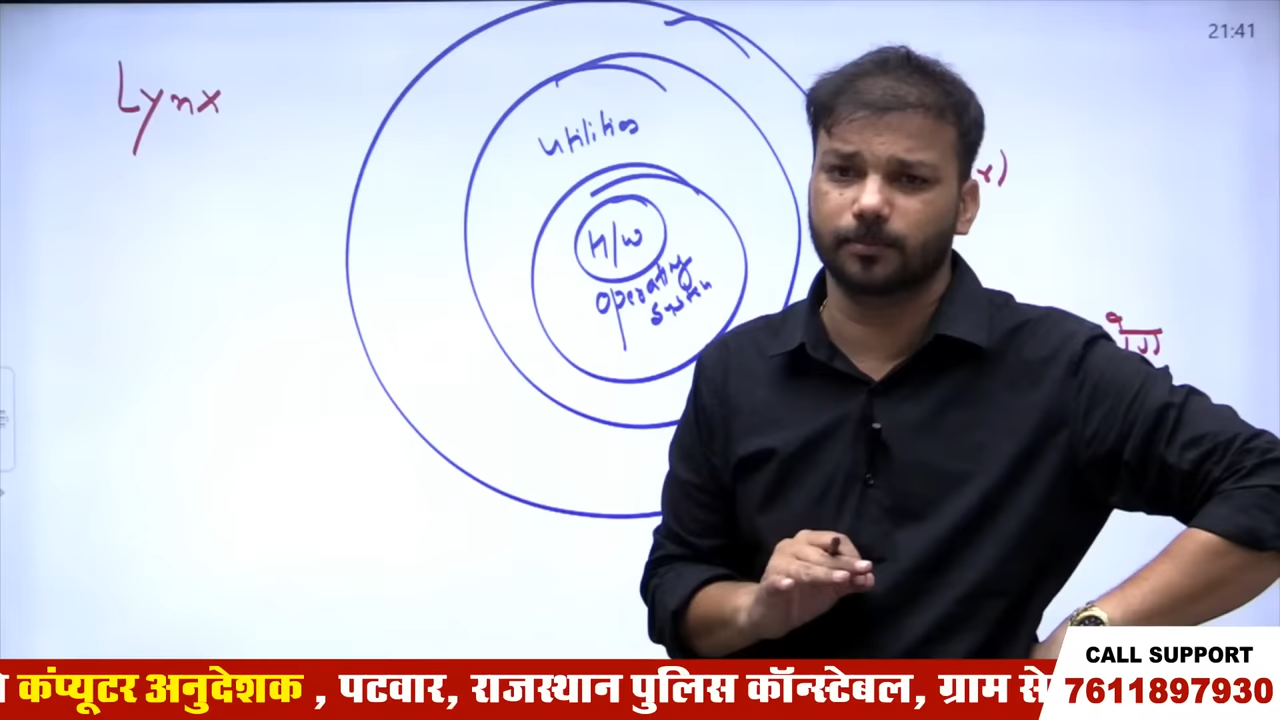 21:41
Lynx
utilities
H/W
operating
system
कंप्यूटर अनुदेशक , पटवार, राजस्थान पुलिस कॉन्स्टेबल, ग्राम से
CALL SUPPORT
7611897930